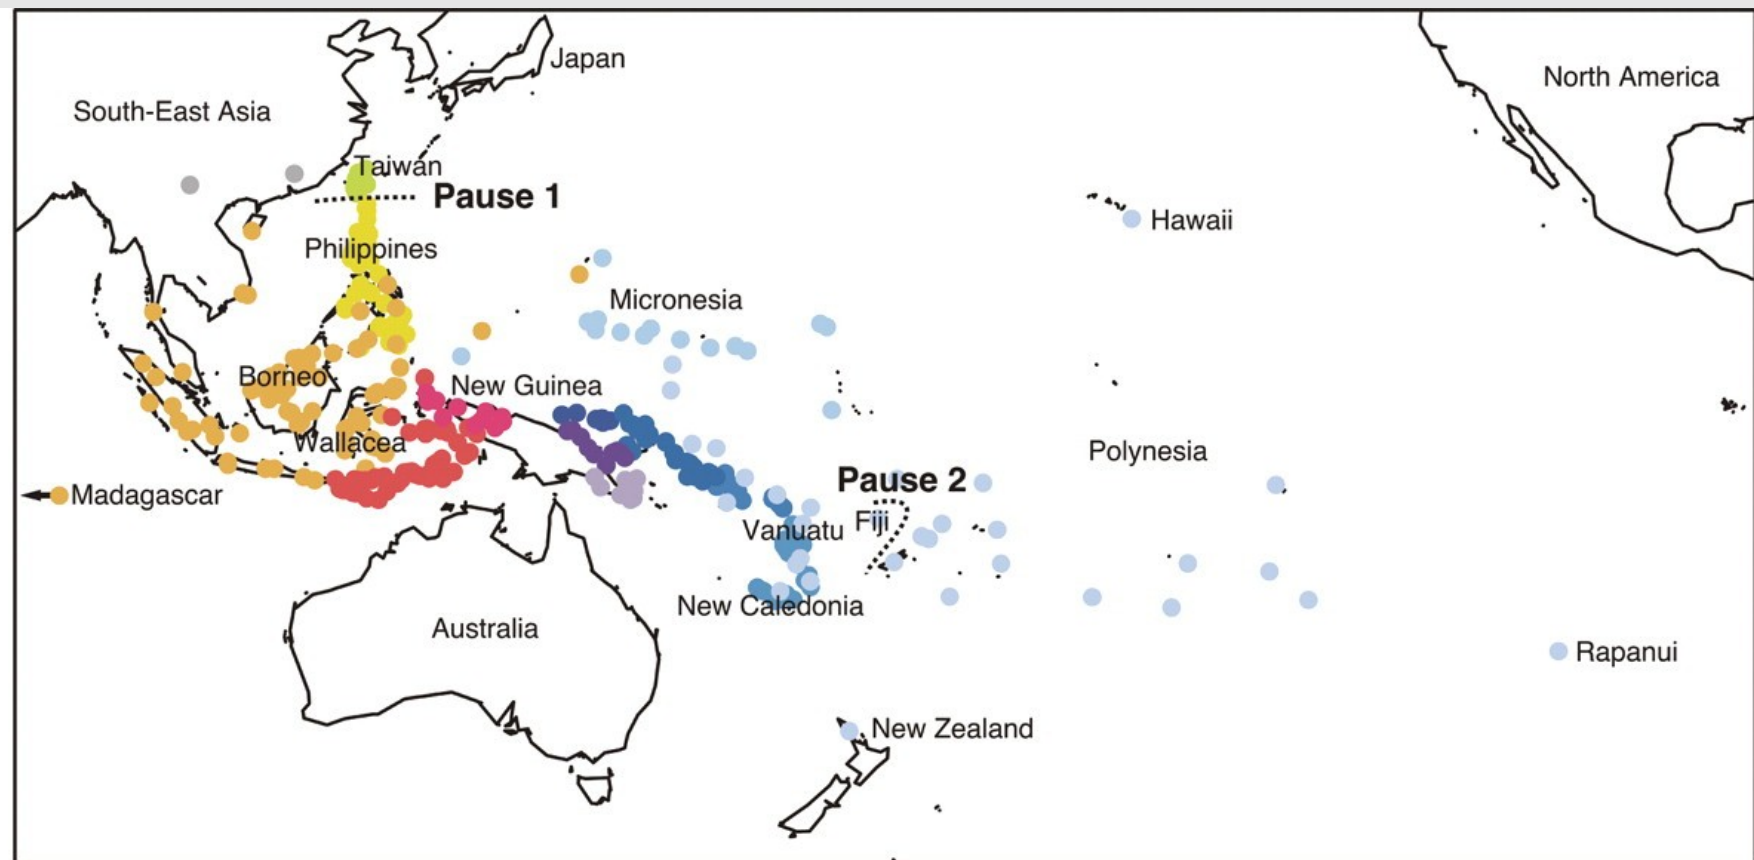 Japan
North America
South-East Asia
Taiwan
Pause 1
Hawaii
Philippines
Micronesia
Borneo
New Guinea
Wallacea
Polynesia
Pause 2
Madagascar
Fiji
Vanuatu
New Caledonia
Australia
Rapanui
New Zealand